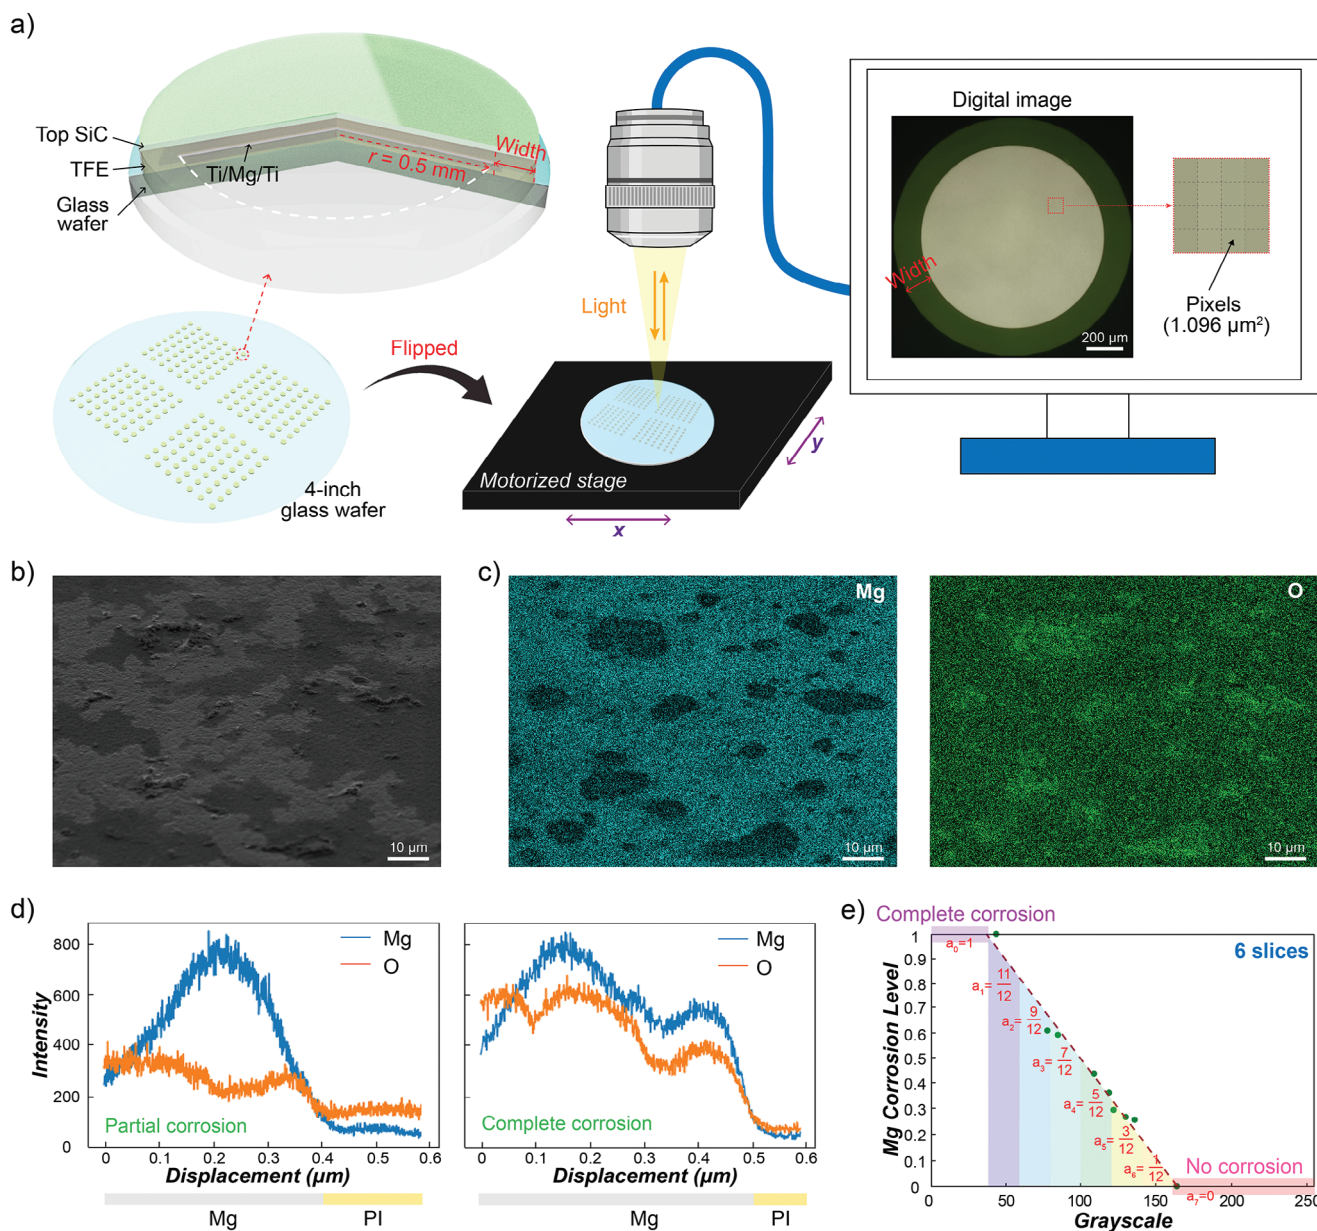 a)
Digital image
Top SiC
TFE
Glass
wafer
Ti/Mg/Ti
r = 0.5 mm
Width
Light
Width
Pixels
(1.096 µm²)
200 µm
Flipped
4-inch
glass wafer
Motorized stage
x
y
b)
10 µm
c)
Mg
10 µm
O
10 µm
d)
Intensity
800
600
400
200
0
Mg
O
Partial corrosion
0.0
0.1
0.2
0.3
0.4
0.5
0.6
Displacement (µm)
Mg
PI
Mg
O
Complete corrosion
0.0
0.1
0.2
0.3
0.4
0.5
0.6
Displacement (µm)
Mg
PI
e)
Complete corrosion
6 slices
Mg Corrosion Level
1
0.9
0.8
0.7
0.6
0.5
0.4
0.3
0.2
0.1
0
a₀=1
a₁= 11/12
a₂= 9/12
a₃= 7/12
a₄= 5/12
a₅= 3/12
a₆= 1/12
a₇=0
No corrosion
0
50
100
150
200
250
Grayscale